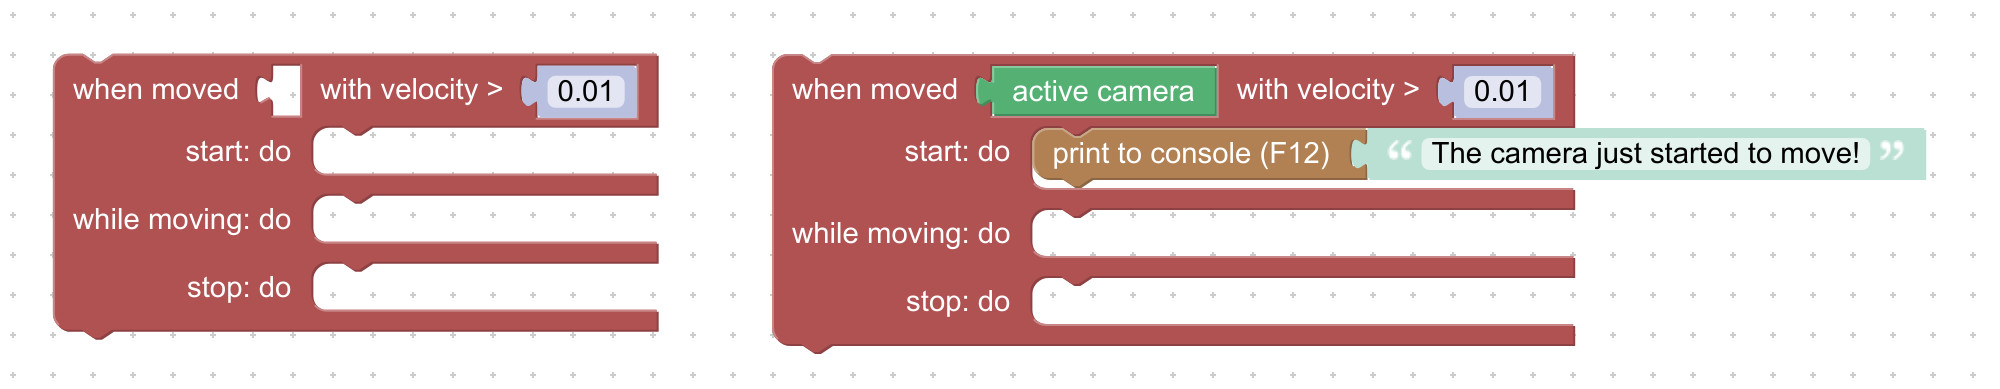 when moved with velocity > 0.01
start: do
while moving: do
stop: do
when moved active camera with velocity > 0.01
start: do print to console (F12) “ The camera just started to move! ”
while moving: do
stop: do